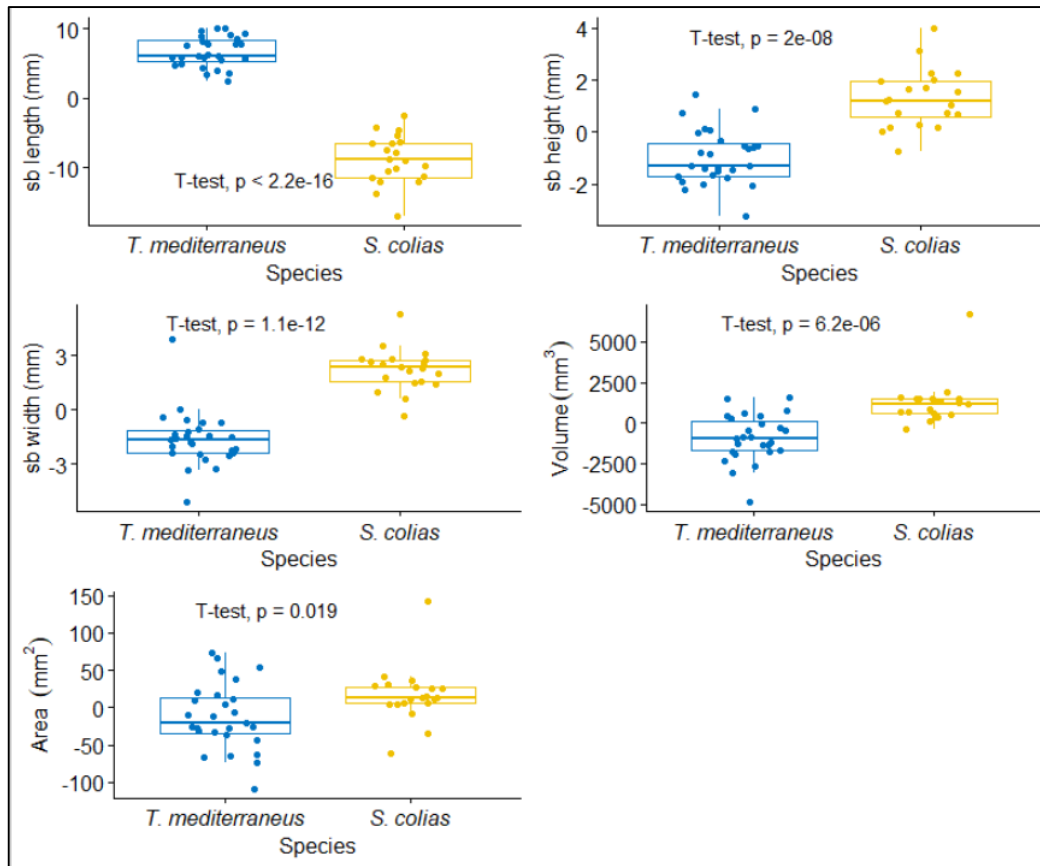 sb length (mm)
10
0
-10
T-test, p < 2.2e-16
T. mediterraneus
S. colias
Species
sb height (mm)
4
2
0
-2
T-test, p = 2e-08
T. mediterraneus
S. colias
Species
sb width (mm)
3
0
-3
T-test, p = 1.1e-12
T. mediterraneus
S. colias
Species
Volume (mm³)
5000
2500
0
-2500
-5000
T-test, p = 6.2e-06
T. mediterraneus
S. colias
Species
Area (mm²)
150
100
50
0
-50
-100
T-test, p = 0.019
T. mediterraneus
S. colias
Species